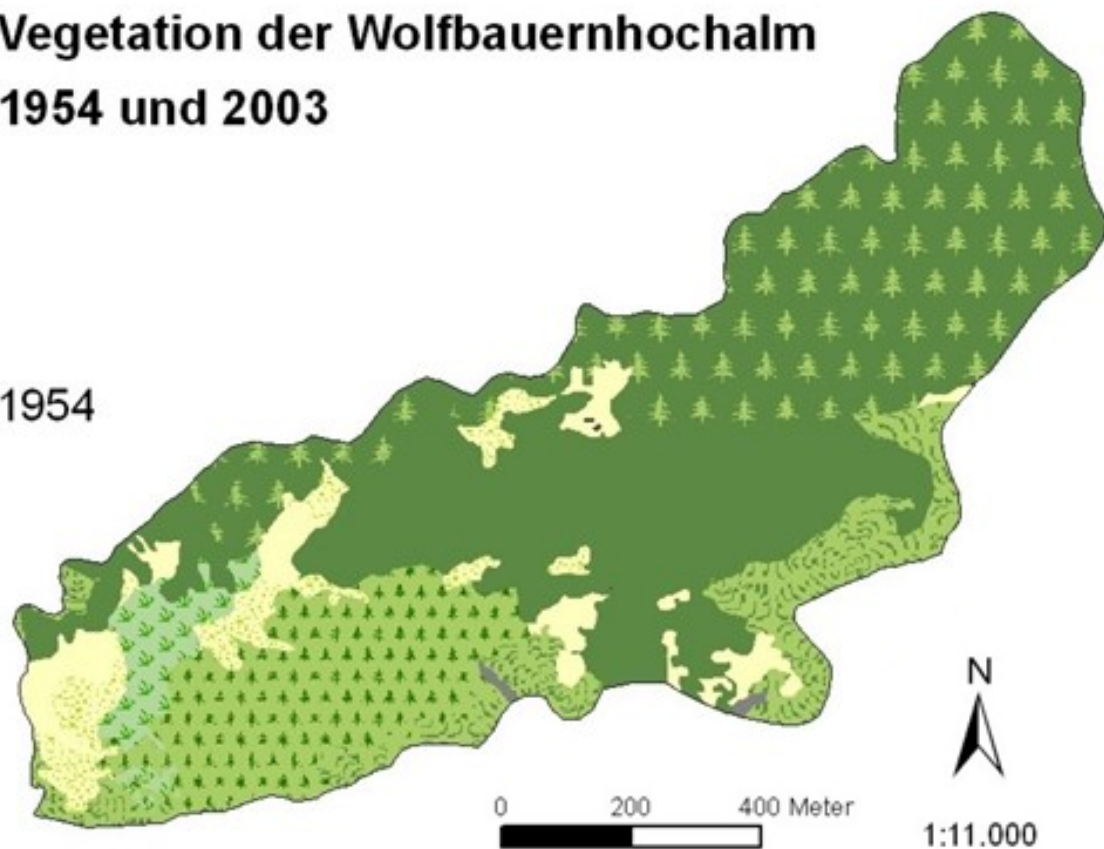 Vegetation der Wolfbauernhochalm
1954 und 2003
1954
N
0 200 400 Meter
1:11.000